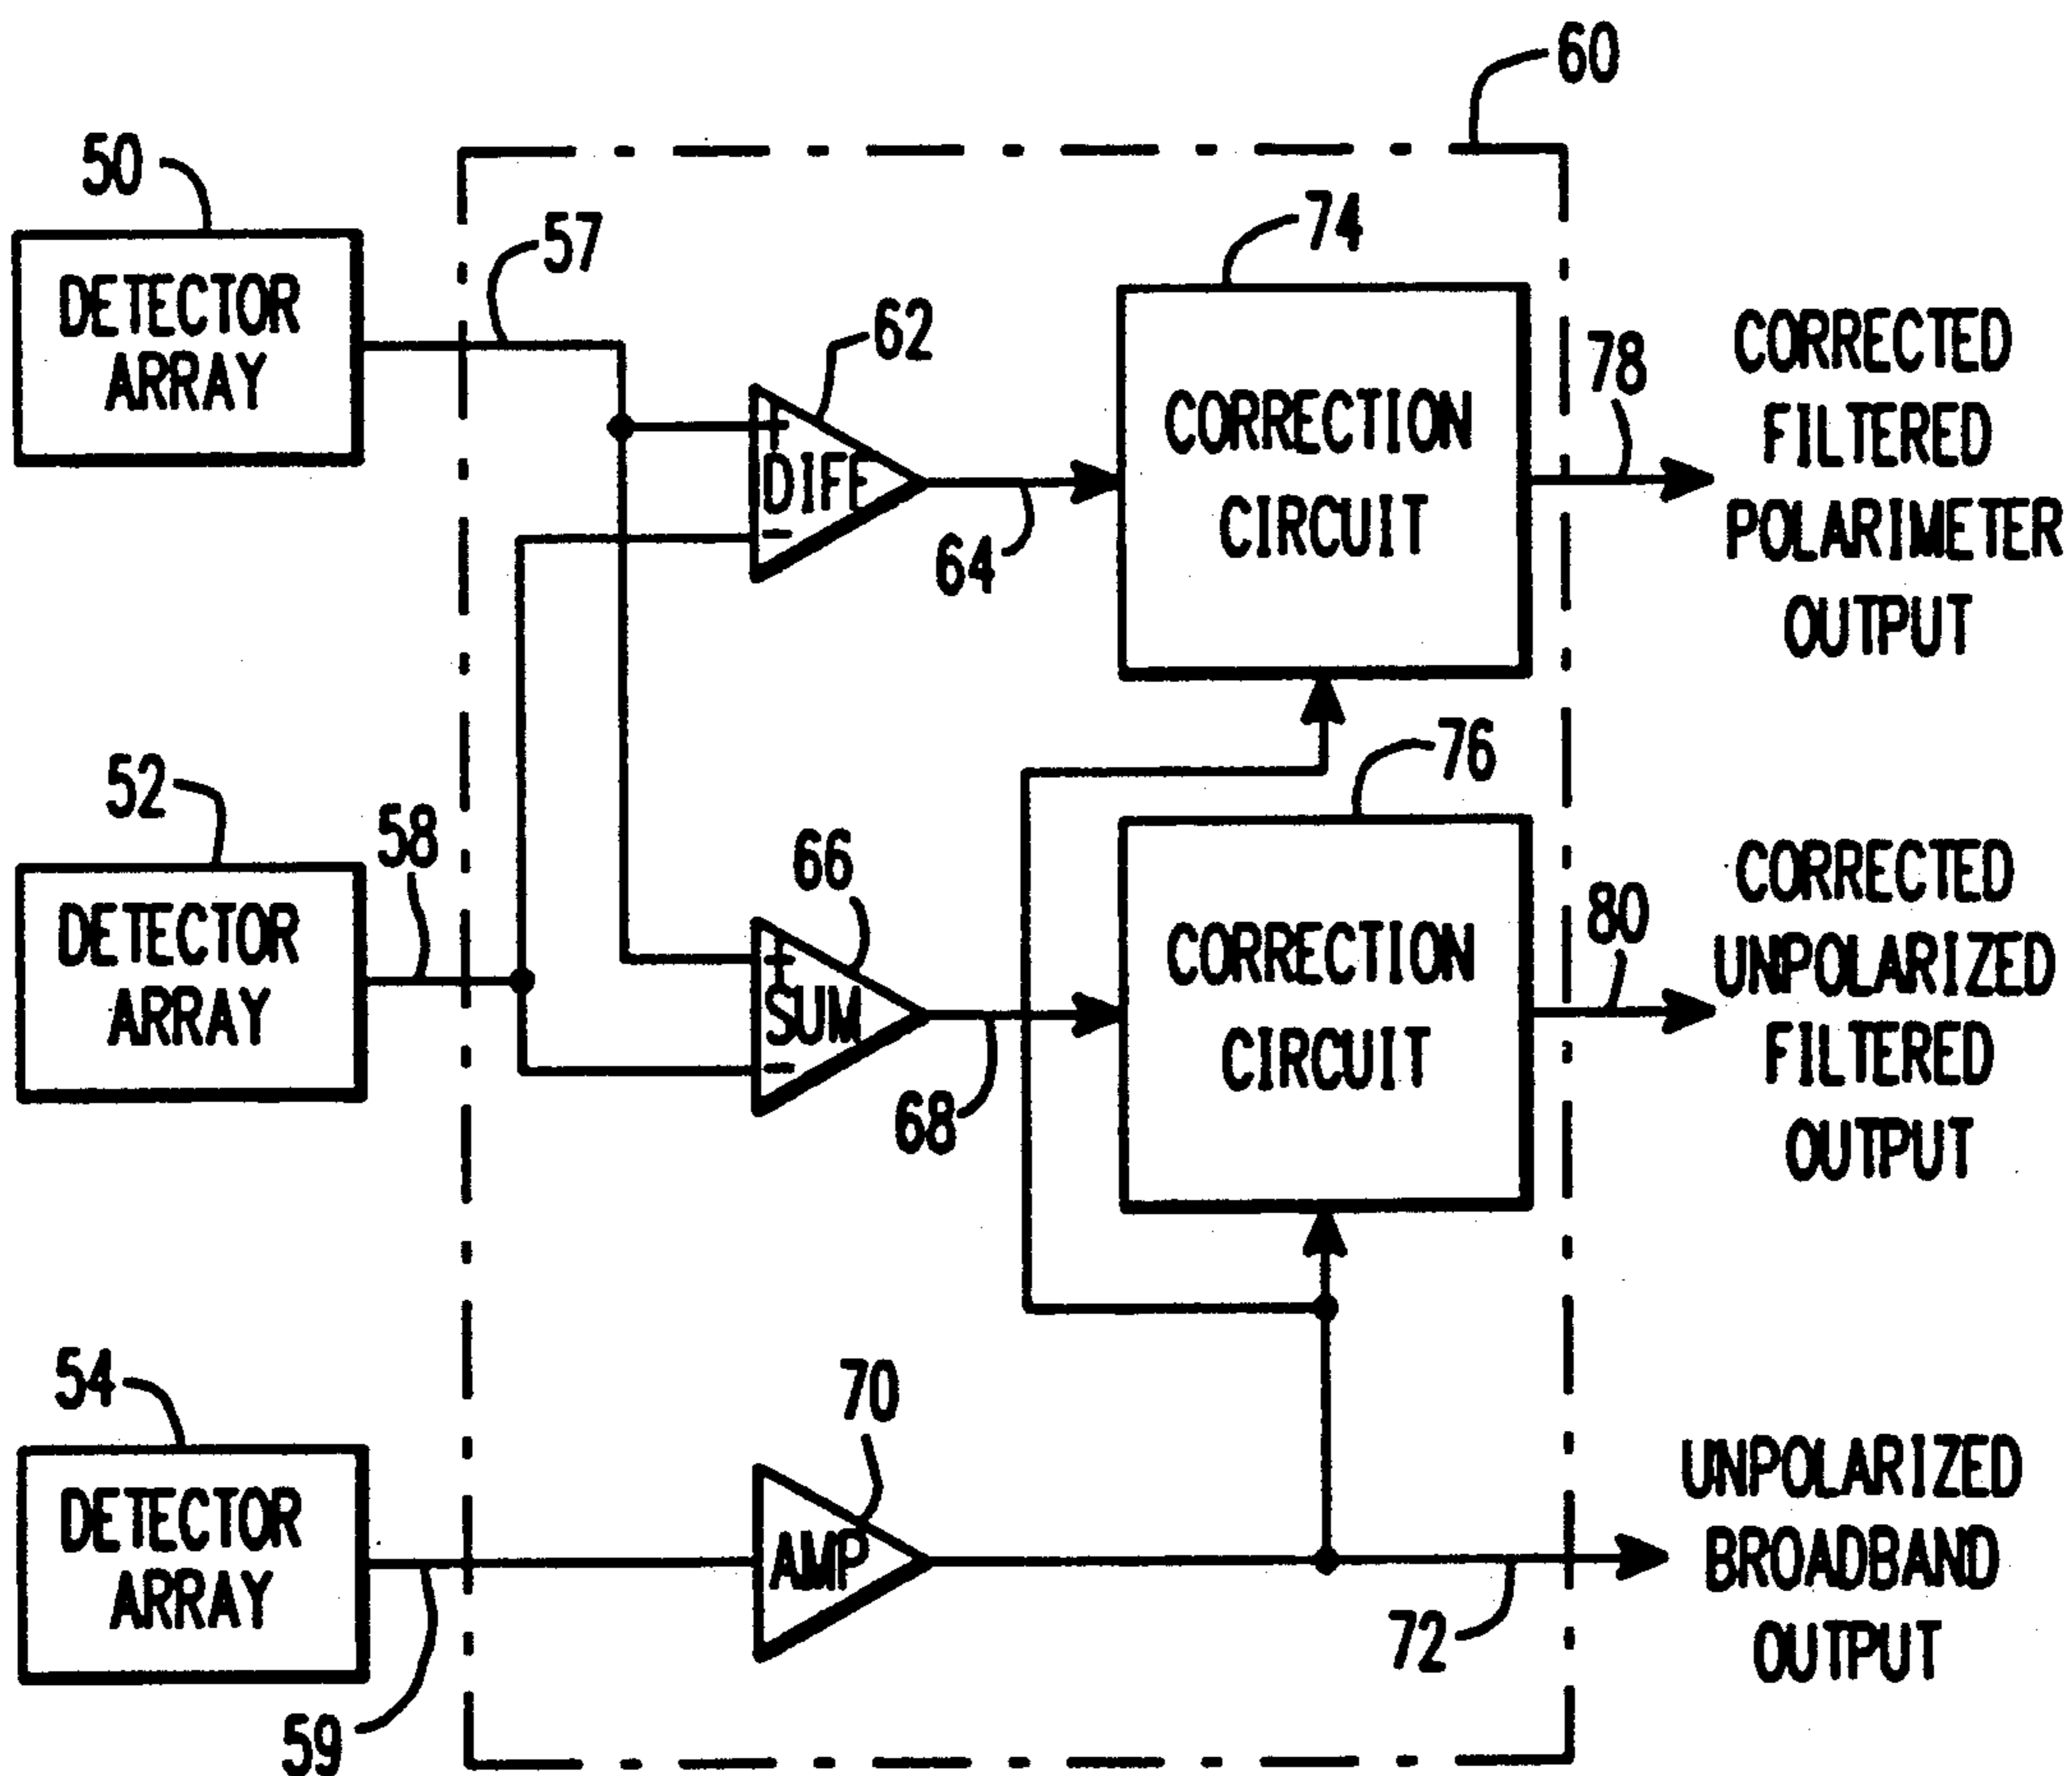 60
50
DETECTOR
ARRAY
57
62
+
DIFF
-
64
74
CORRECTION
CIRCUIT
78
CORRECTED
FILTERED
POLARIMETER
OUTPUT
52
DETECTOR
ARRAY
58
66
+
SUM
-
68
76
CORRECTION
CIRCUIT
80
CORRECTED
UNPOLARIZED
FILTERED
OUTPUT
54
DETECTOR
ARRAY
59
70
AMP
72
UNPOLARIZED
BROADBAND
OUTPUT